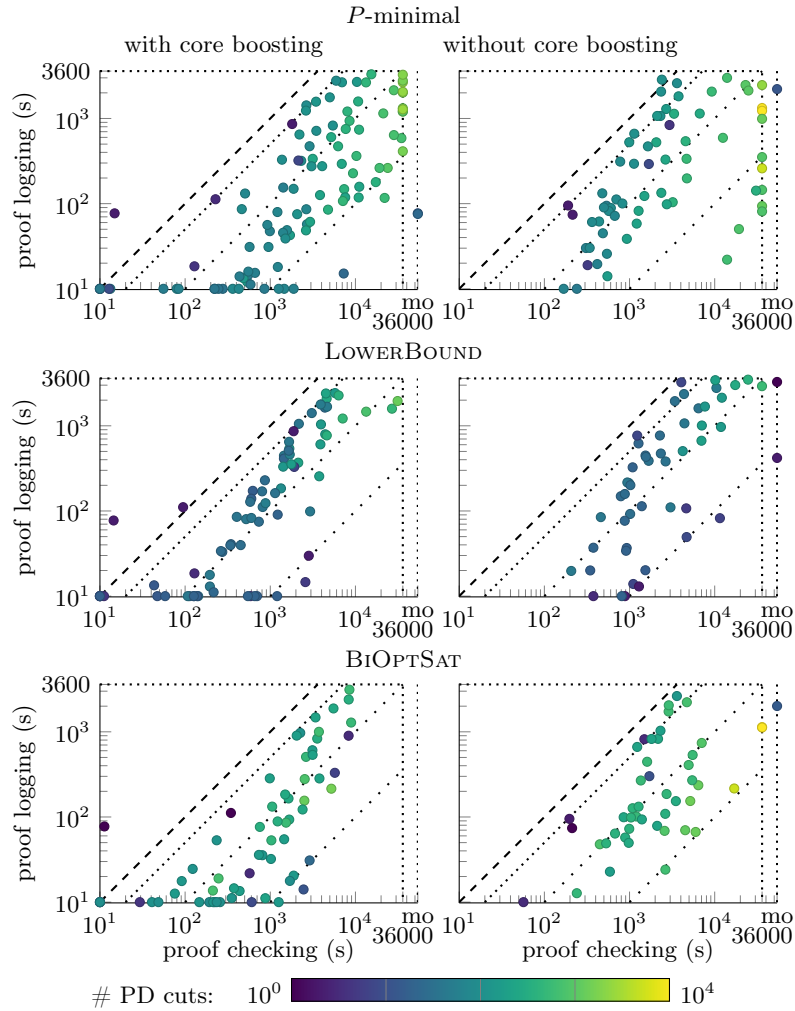 P-minimal
with core boosting without core boosting
3600
10³
10²
10¹
proof logging (s)
10¹ 10² 10³ 10⁴ mo
36000
10¹ 10² 10³ 10⁴ mo
36000
LOWERBOUND
3600
10³
10²
10¹
proof logging (s)
10¹ 10² 10³ 10⁴ mo
36000
10¹ 10² 10³ 10⁴ mo
36000
BIOPTSAT
3600
10³
10²
10¹
proof logging (s)
10¹ 10² 10³ 10⁴ mo
36000
10¹ 10² 10³ 10⁴ mo
36000
proof checking (s) proof checking (s)
# PD cuts: 10⁰ 10⁴